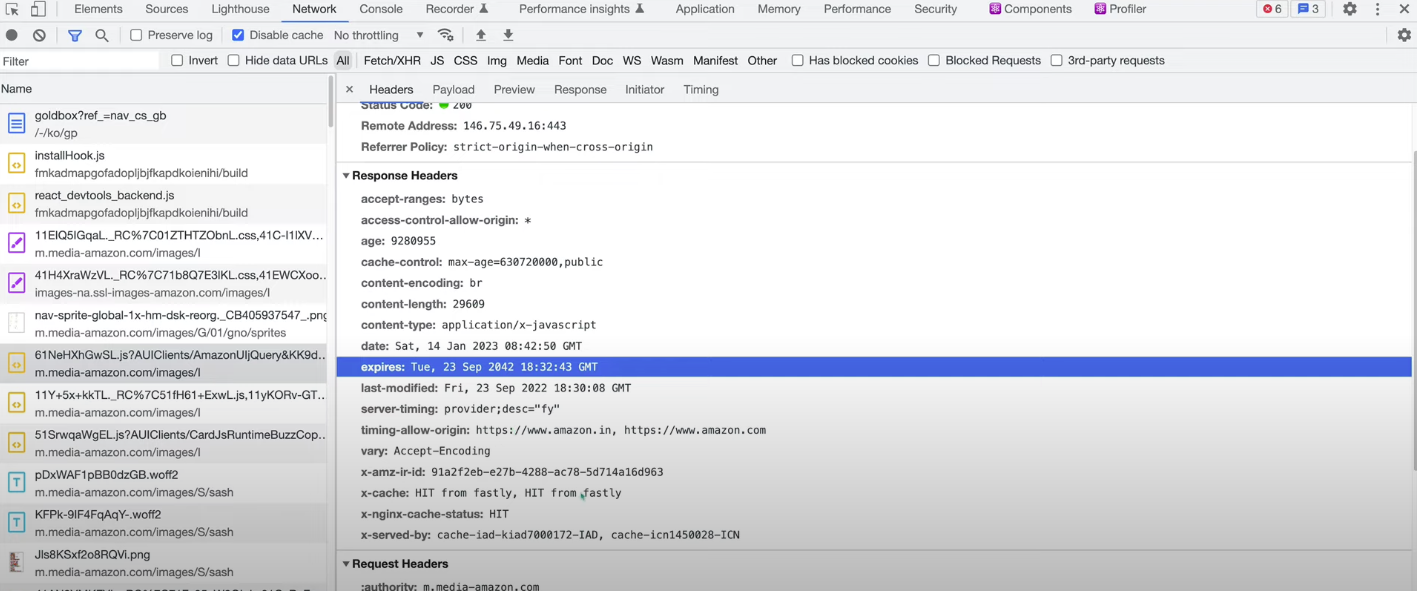 Elements Sources Lighthouse Network Console Recorder Performance insights Application Memory Performance Security Components Profiler 6 3
Preserve log Disable cache No throttling
Filter Invert Hide data URLs All Fetch/XHR JS CSS Img Media Font Doc WS Wasm Manifest Other Has blocked cookies Blocked Requests 3rd-party requests
Name
goldbox?ref_=nav_cs_gb
/-/ko/gp
installHook.js
fmkadmapgofadopljbjfkapdkoienihi/build
react_devtools_backend.js
fmkadmapgofadopljbjfkapdkoienihi/build
11EIQ5IGqaL._RC%7C01ZTHTZObnL.css,41C-I1lXV…
m.media-amazon.com/images/I
41H4XraWzVL._RC%7C71b8Q7E3lKL.css,41EWCXoo…
images-na.ssl-images-amazon.com/images/I
nav-sprite-global-1x-hm-dsk-reorg._CB405937547_.png
m.media-amazon.com/images/G/01/gno/sprites
61NeHXhGwSL.js?AUIClients/AmazonUIjQuery&KK9d…
m.media-amazon.com/images/I
11Y+5x+kkTL._RC%7C51fH61+ExwL.js,11yKORv-GT…
m.media-amazon.com/images/I
51SrwqaWgEL.js?AUIClients/CardJsRuntimeBuzzCop…
m.media-amazon.com/images/I
pDxWAF1pBB0dzGB.woff2
m.media-amazon.com/images/S/sash
KFPk-9IF4FqAqY-.woff2
m.media-amazon.com/images/S/sash
Jls8KSxf2o8RQVi.png
m.media-amazon.com/images/S/sash
Headers Payload Preview Response Initiator Timing
Status Code: 200
Remote Address: 146.75.49.16:443
Referrer Policy: strict-origin-when-cross-origin
Response Headers
accept-ranges: bytes
access-control-allow-origin: *
age: 9280955
cache-control: max-age=630720000,public
content-encoding: br
content-length: 29609
content-type: application/x-javascript
date: Sat, 14 Jan 2023 08:42:50 GMT
expires: Tue, 23 Sep 2042 18:32:43 GMT
last-modified: Fri, 23 Sep 2022 18:30:08 GMT
server-timing: provider;desc="fy"
timing-allow-origin: https://www.amazon.in, https://www.amazon.com
vary: Accept-Encoding
x-amz-ir-id: 91a2f2eb-e27b-4288-ac78-5d714a16d963
x-cache: HIT from fastly, HIT from fastly
x-nginx-cache-status: HIT
x-served-by: cache-iad-kiad7000172-IAD, cache-icn1450028-ICN
Request Headers
:authority: m.media-amazon.com